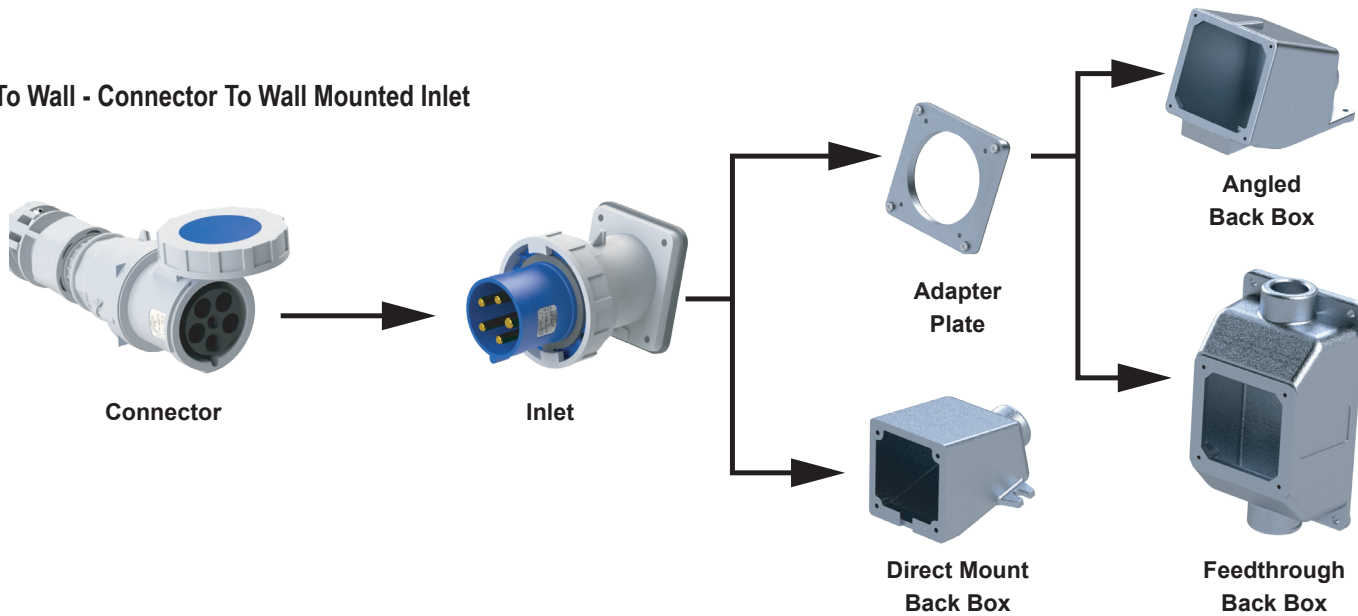 To Wall - Connector To Wall Mounted Inlet
Connector
Inlet
Adapter
Plate
Angled
Back Box
Direct Mount
Back Box
Feedthrough
Back Box